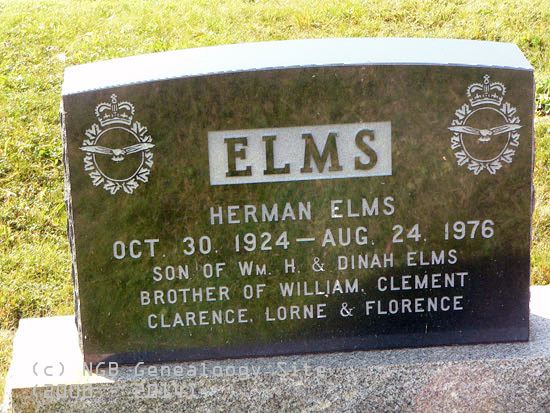 ELMS
HERMAN ELMS
OCT. 30. 1924 — AUG. 24. 1976
SON OF WM. H. & DINAH ELMS
BROTHER OF WILLIAM. CLEMENT
CLARENCE. LORNE & FLORENCE
(c) NGB Genealogy Site